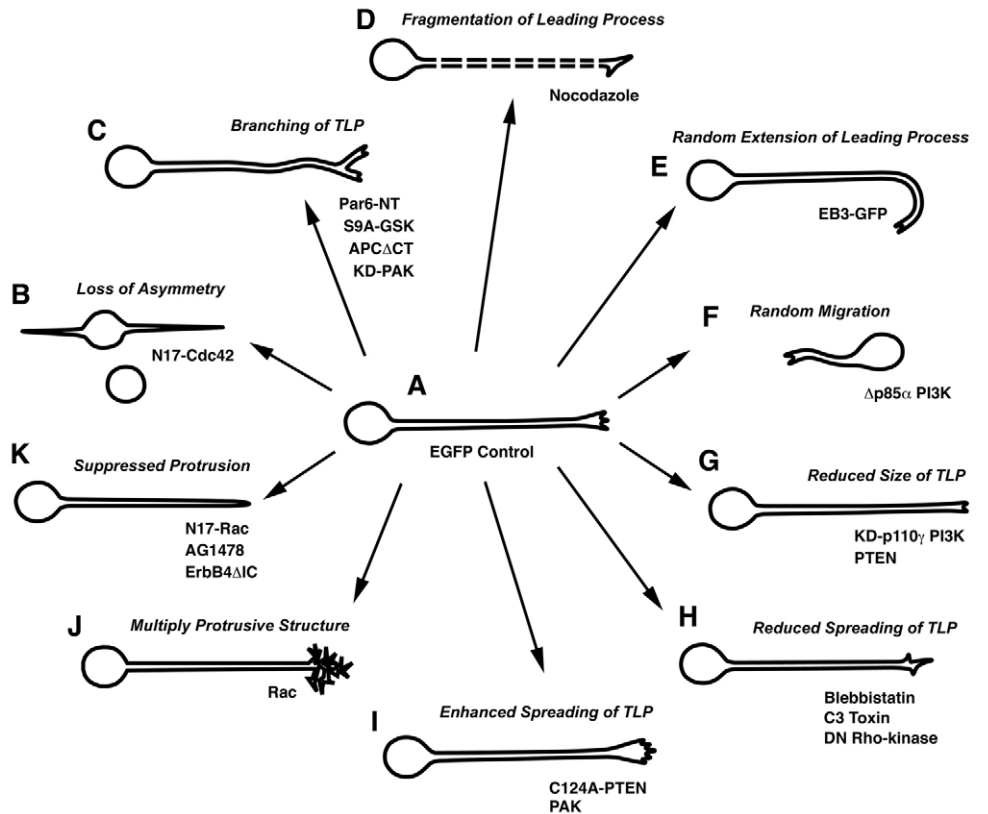 D
Fragmentation of Leading Process
Nocodazole
C
Branching of TLP
Par6-NT
S9A-GSK
APCΔCT
KD-PAK
Random Extension of Leading Process
E
EB3-GFP
B
Loss of Asymmetry
N17-Cdc42
F
Random Migration
Δp85α PI3K
A
EGFP Control
K
Suppressed Protrusion
N17-Rac
AG1478
ErbB4ΔIC
G
Reduced Size of TLP
KD-p110γ PI3K
PTEN
J
Multiply Protrusive Structure
Rac
H
Reduced Spreading of TLP
Blebbistatin
C3 Toxin
DN Rho-kinase
I
Enhanced Spreading of TLP
C124A-PTEN
PAK